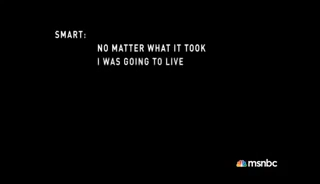 SMART:
NO MATTER WHAT IT TOOK
I WAS GOING TO LIVE
msnbc